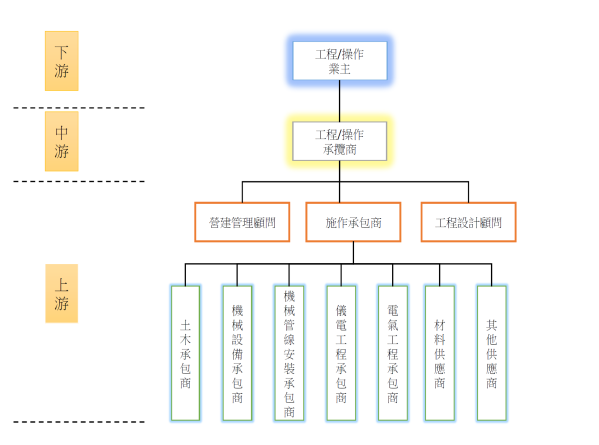 下游
工程/操作
業主
中游
工程/操作
承攬商
上游
營建管理顧問
施作承包商
工程設計顧問
土木承包商
機械設備承包商
機械管線安裝承包商
儀電工程承包商
電氣工程承包商
材料供應商
其他供應商